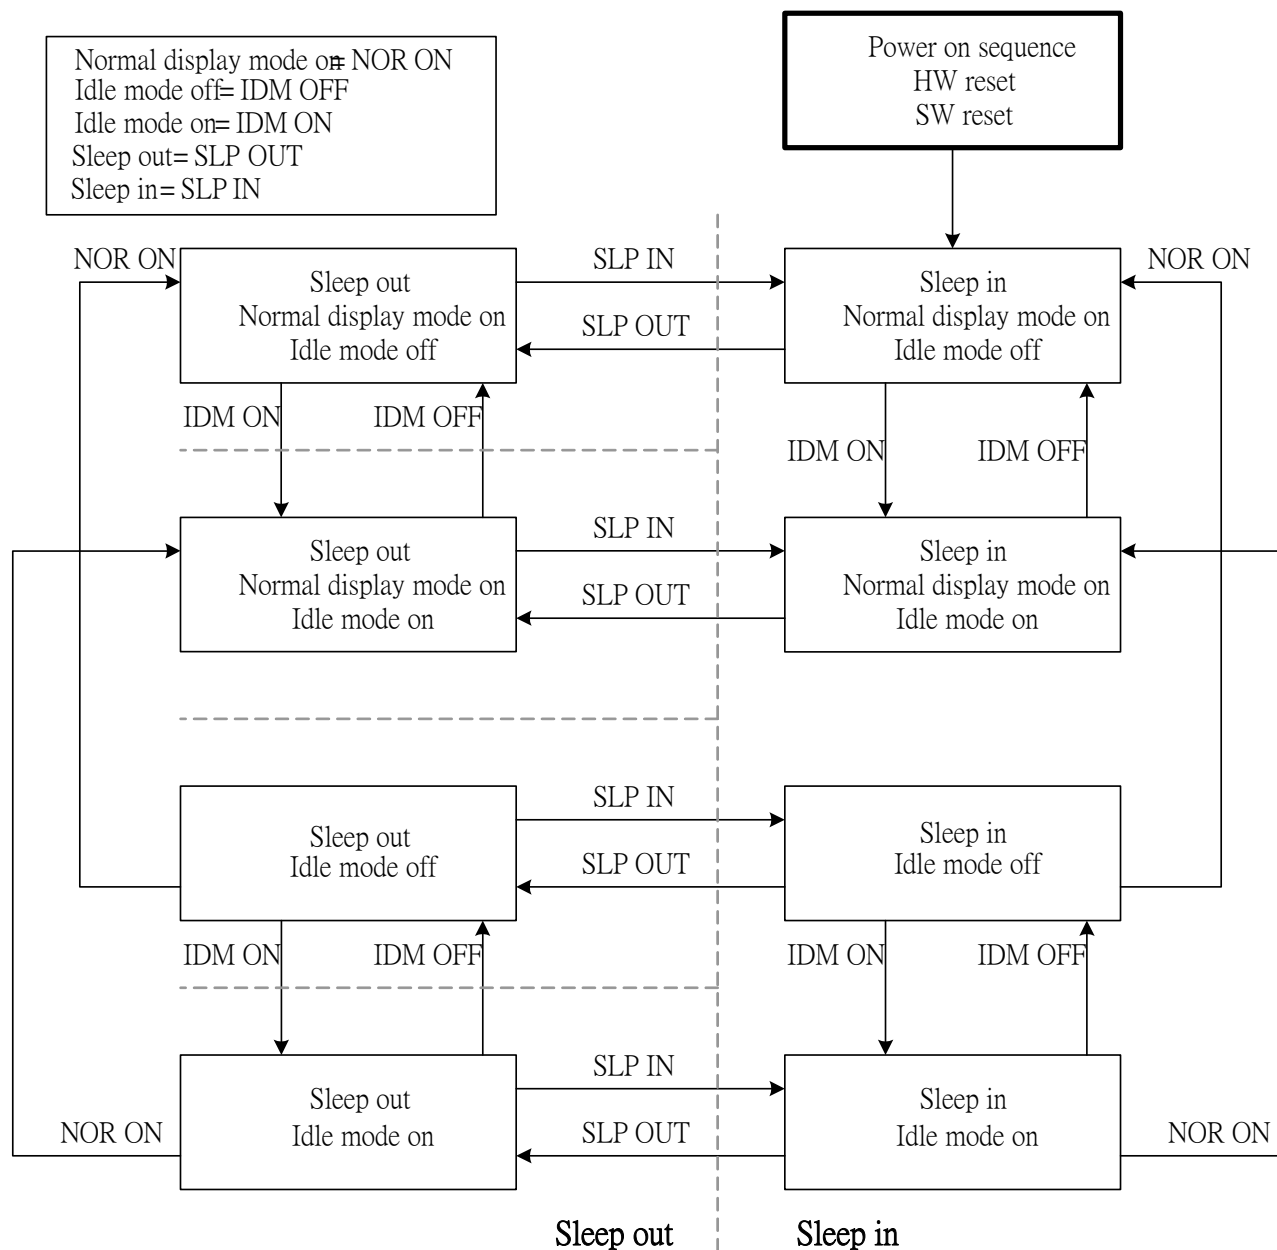 Normal display mode on= NOR ON
Idle mode off= IDM OFF
Idle mode on= IDM ON
Sleep out= SLP OUT
Sleep in= SLP IN
Power on sequence
HW reset
SW reset
NOR ON
Sleep out
Normal display mode on
Idle mode off
SLP IN
SLP OUT
Sleep in
Normal display mode on
Idle mode off
NOR ON
IDM ON
IDM OFF
IDM ON
IDM OFF
Sleep out
Normal display mode on
Idle mode on
SLP IN
SLP OUT
Sleep in
Normal display mode on
Idle mode on
Sleep out
Idle mode off
SLP IN
SLP OUT
Sleep in
Idle mode off
IDM ON
IDM OFF
IDM ON
IDM OFF
Sleep out
Idle mode on
SLP IN
SLP OUT
Sleep in
Idle mode on
NOR ON
NOR ON
Sleep out
Sleep in